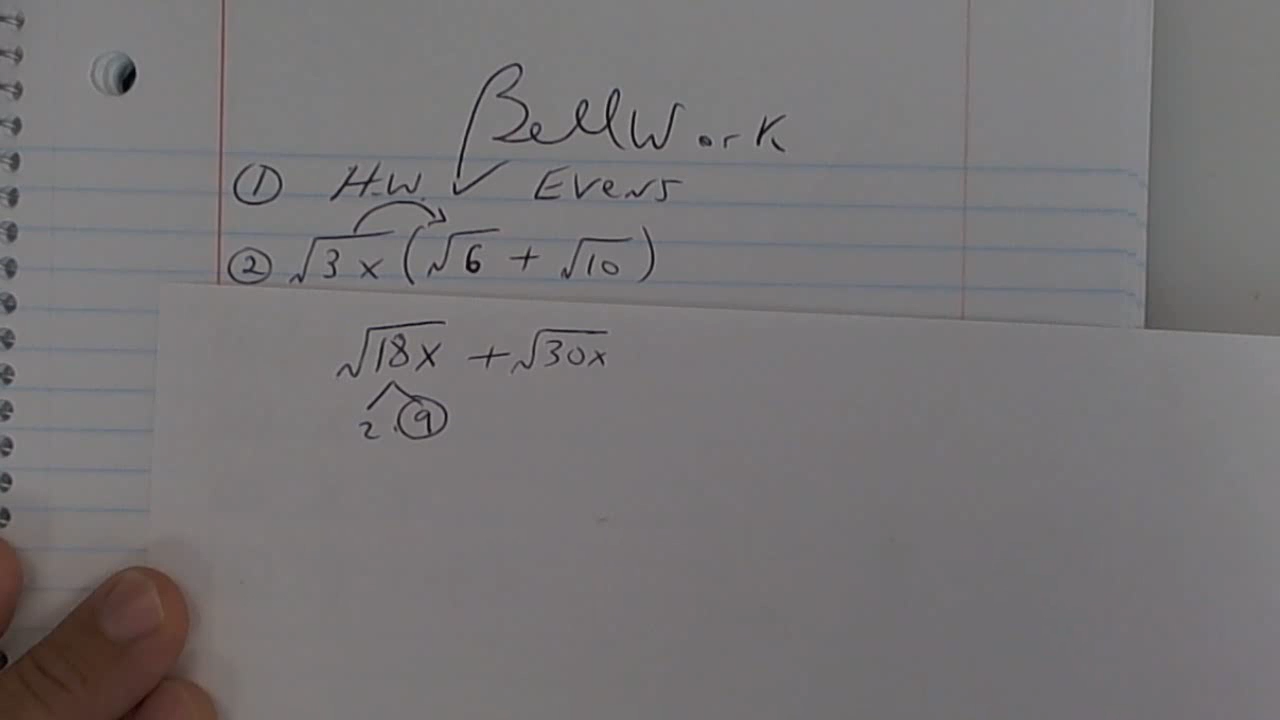 BellWork
① H.W. ✓ Evens
② √3x (√6 + √10)
√18x + √30x
2 · 9